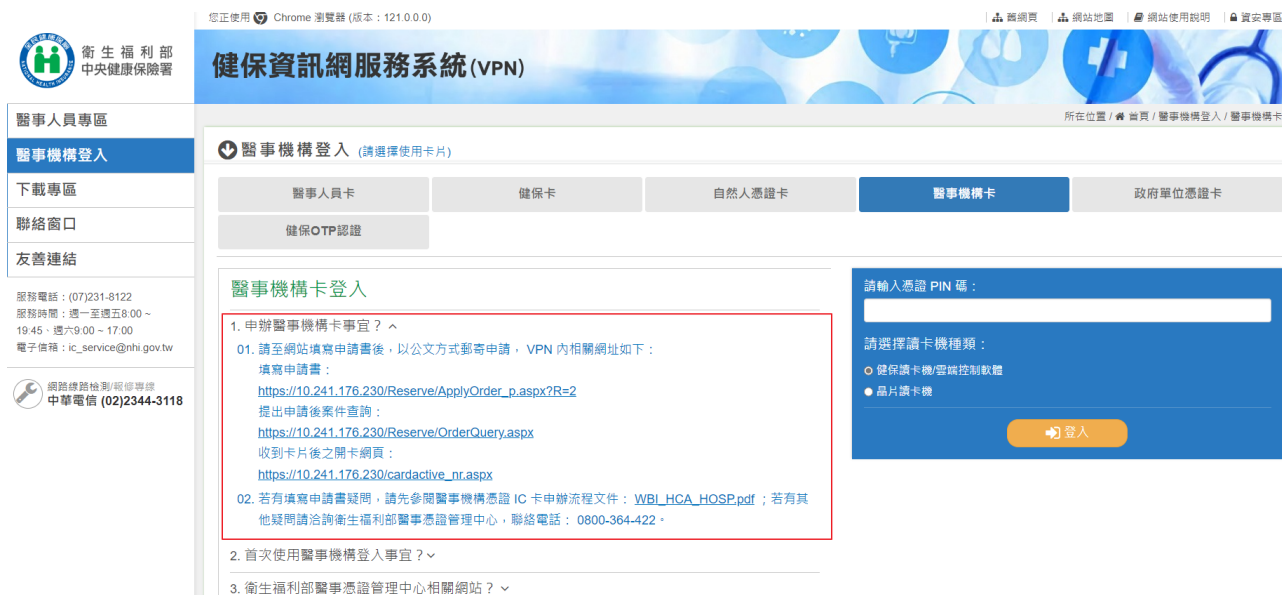 您正使用 Chrome 瀏覽器 (版本：121.0.0.0)
舊網頁 網站地圖 網站使用說明 資安專區
衛生福利部
中央健康保險署
健保資訊網服務系統(VPN)
所在位置 / 首頁 / 醫事機構登入 / 醫事機構卡
醫事人員專區
醫事機構登入
下載專區
聯絡窗口
友善連結
服務電話：(07)231-8122
服務時間：週一至週五8:00 ~
19:45、週六9:00 ~ 17:00
電子信箱：ic_service@nhi.gov.tw
網路線路檢測/報修專線
中華電信 (02)2344-3118
醫事機構登入 (請選擇使用卡片)
醫事人員卡
健保卡
自然人憑證卡
醫事機構卡
政府單位憑證卡
健保OTP認證
醫事機構卡登入
1. 申辦醫事機構卡事宜？
01. 請至網站填寫申請書後，以公文方式郵寄申請， VPN 內相關網址如下：
填寫申請書：
https://10.241.176.230/Reserve/ApplyOrder_p.aspx?R=2
提出申請後案件查詢：
https://10.241.176.230/Reserve/OrderQuery.aspx
收到卡片後之開卡網頁：
https://10.241.176.230/cardactive_nr.aspx
02. 若有填寫申請書疑問，請先參閱醫事機構憑證 IC 卡申辦流程文件： WBI_HCA_HOSP.pdf ；若有其
他疑問請洽詢衛生福利部醫事憑證管理中心，聯絡電話： 0800-364-422 。
2. 首次使用醫事機構登入事宜？
3. 衛生福利部醫事憑證管理中心相關網站？
請輸入憑證 PIN 碼：
請選擇讀卡機種類：
健保讀卡機/雲端控制軟體
晶片讀卡機
登入